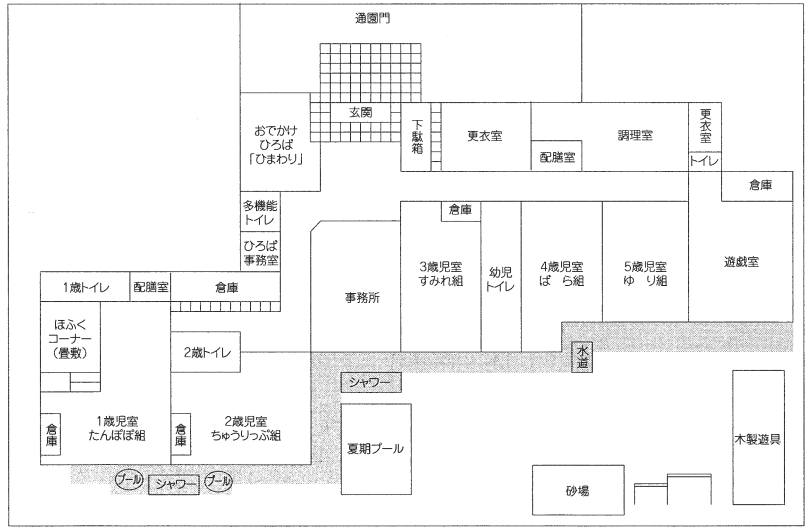 通園門
玄関
おでかけ
ひろば
「ひまわり」
下駄箱
更衣室
配膳室
調理室
更衣室
トイレ
倉庫
多機能
トイレ
ひろば
事務室
倉庫
3歳児室
すみれ組
幼児
トイレ
4歳児室
ば ら組
5歳児室
ゆ り組
遊戯室
事務所
1歳トイレ
配膳室
倉庫
ほふく
コーナー
(畳敷)
2歳トイレ
水道
シャワー
倉庫
1歳児室
たんぽぽ組
倉庫
2歳児室
ちゅうりっぷ組
夏期プール
木製遊具
プール
シャワー
プール
砂場